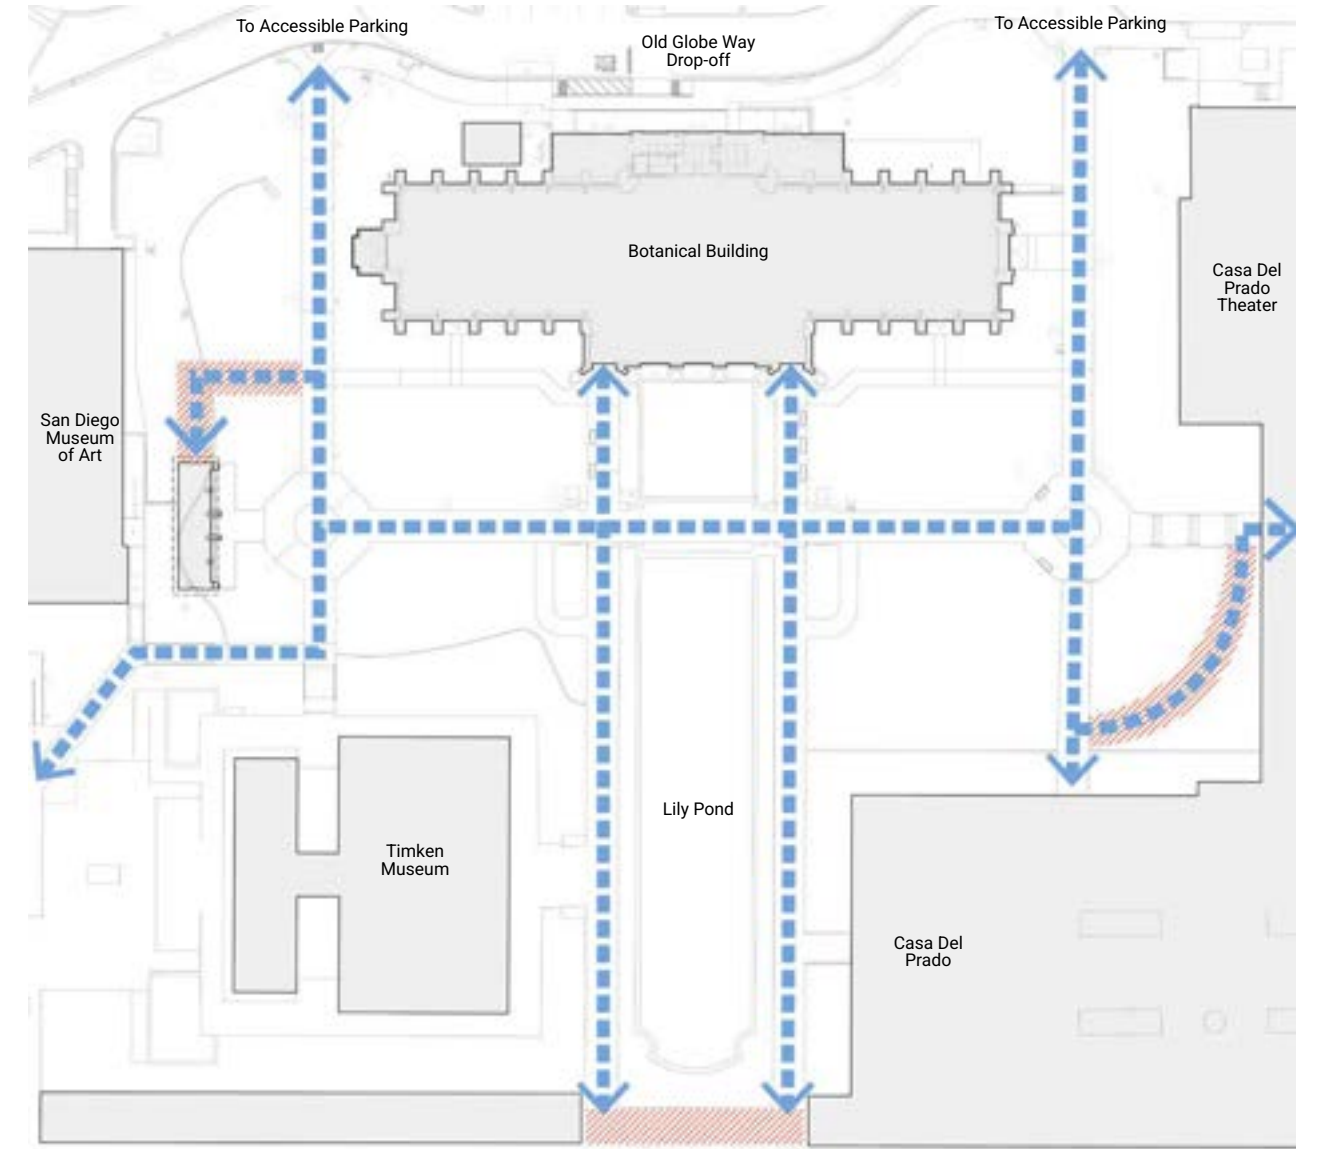 To Accessible Parking
To Accessible Parking
Old Globe Way
Drop-off
Botanical Building
Casa Del
Prado
Theater
San Diego
Museum
of Art
Lily Pond
Timken
Museum
Casa Del
Prado